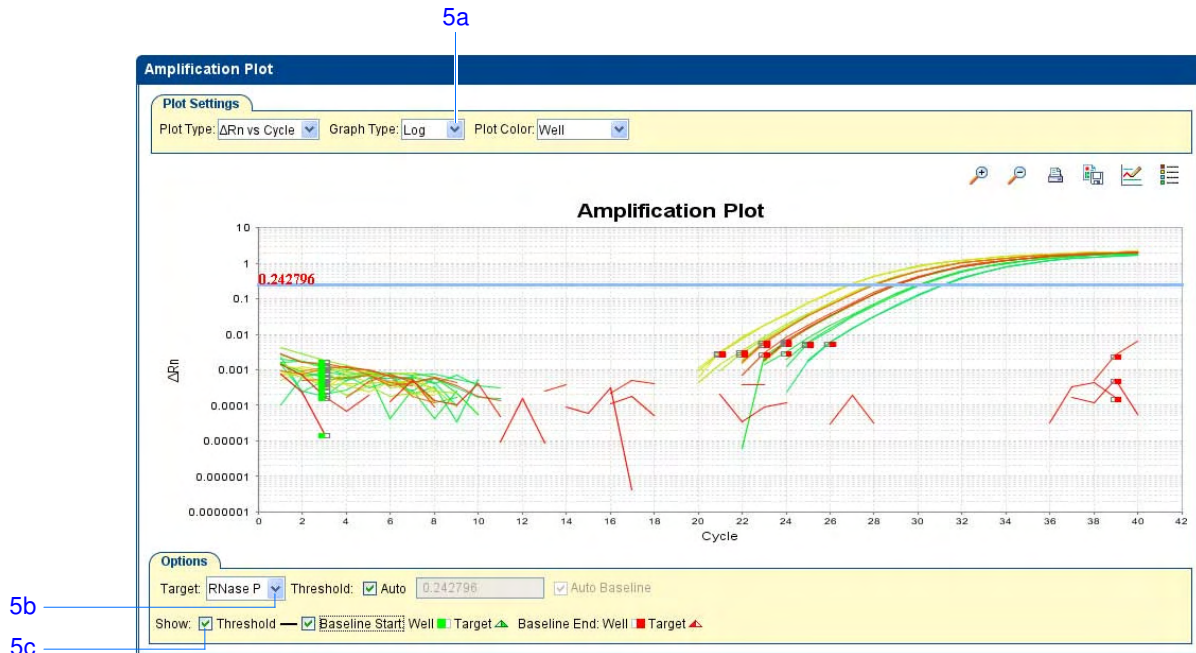 5a
Amplification Plot
Plot Settings
Plot Type: ΔRn vs Cycle Graph Type: Log Plot Color: Well
Amplification Plot
10
1
0.242796
0.1
0.01
0.001
0.0001
0.00001
0.000001
0.0000001
ΔRn
0 2 4 6 8 10 12 14 16 18 20 22 24 26 28 30 32 34 36 38 40 42
Cycle
Options
Target: RNase P Threshold: Auto 0.242796 Auto Baseline
5b
Show: Threshold Baseline Start: Well Target Baseline End: Well Target
5c